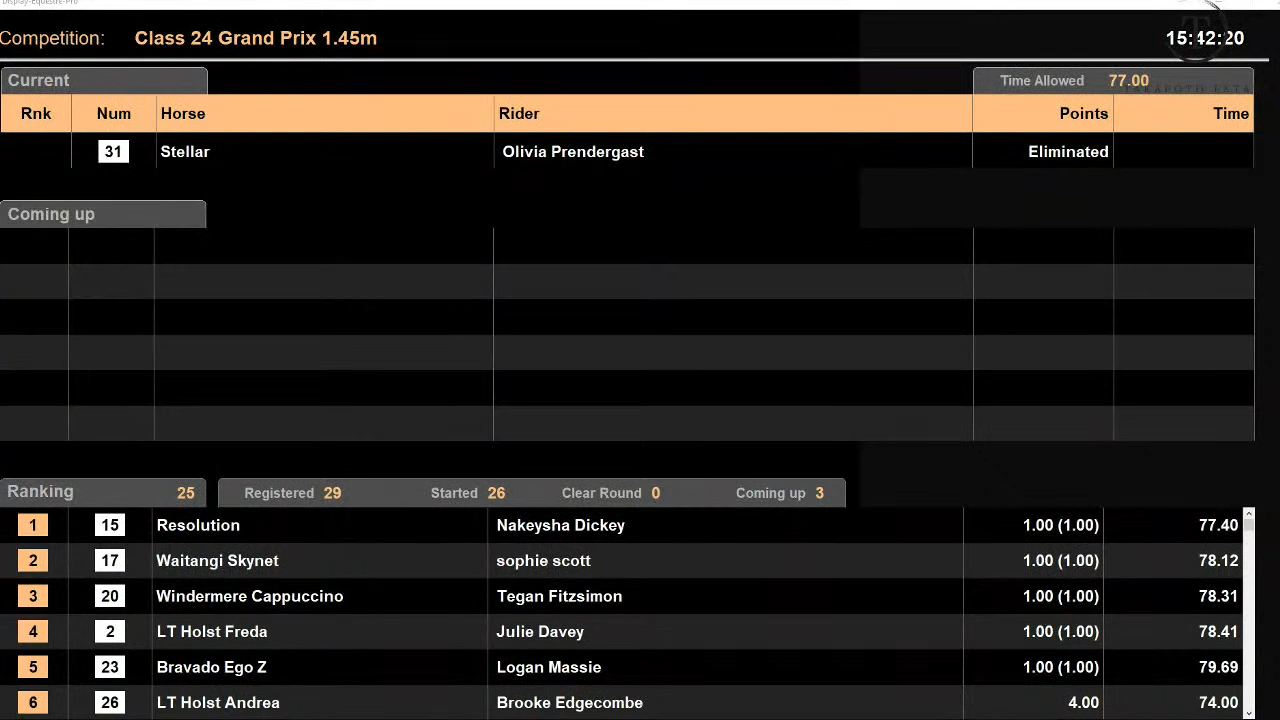 Display-Equestre-Pro
Competition: Class 24 Grand Prix 1.45m 15:42:20
Current Time Allowed 77.00
Rnk Num Horse Rider Points Time
31 Stellar Olivia Prendergast Eliminated
Coming up
Ranking 25 Registered 29 Started 26 Clear Round 0 Coming up 3
1 15 Resolution Nakeysha Dickey 1.00 (1.00) 77.40
2 17 Waitangi Skynet sophie scott 1.00 (1.00) 78.12
3 20 Windermere Cappuccino Tegan Fitzsimon 1.00 (1.00) 78.31
4 2 LT Holst Freda Julie Davey 1.00 (1.00) 78.41
5 23 Bravado Ego Z Logan Massie 1.00 (1.00) 79.69
6 26 LT Holst Andrea Brooke Edgecombe 4.00 74.00